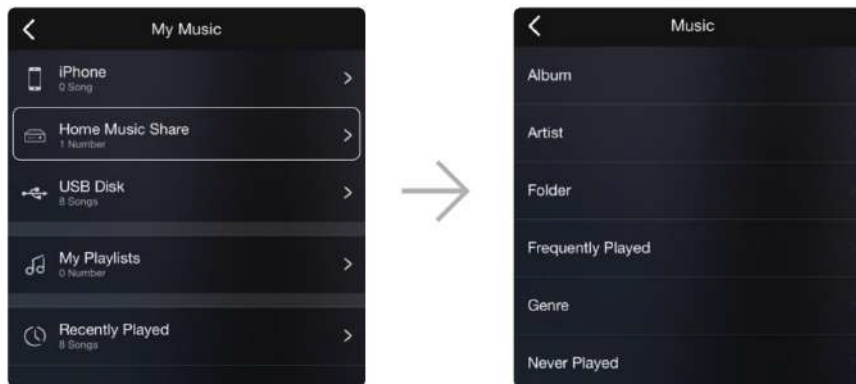 My Music
iPhone
0 Song
Home Music Share
1 Number
USB Disk
8 Songs
My Playlists
0 Number
Recently Played
8 Songs
Music
Album
Artist
Folder
Frequently Played
Genre
Never Played